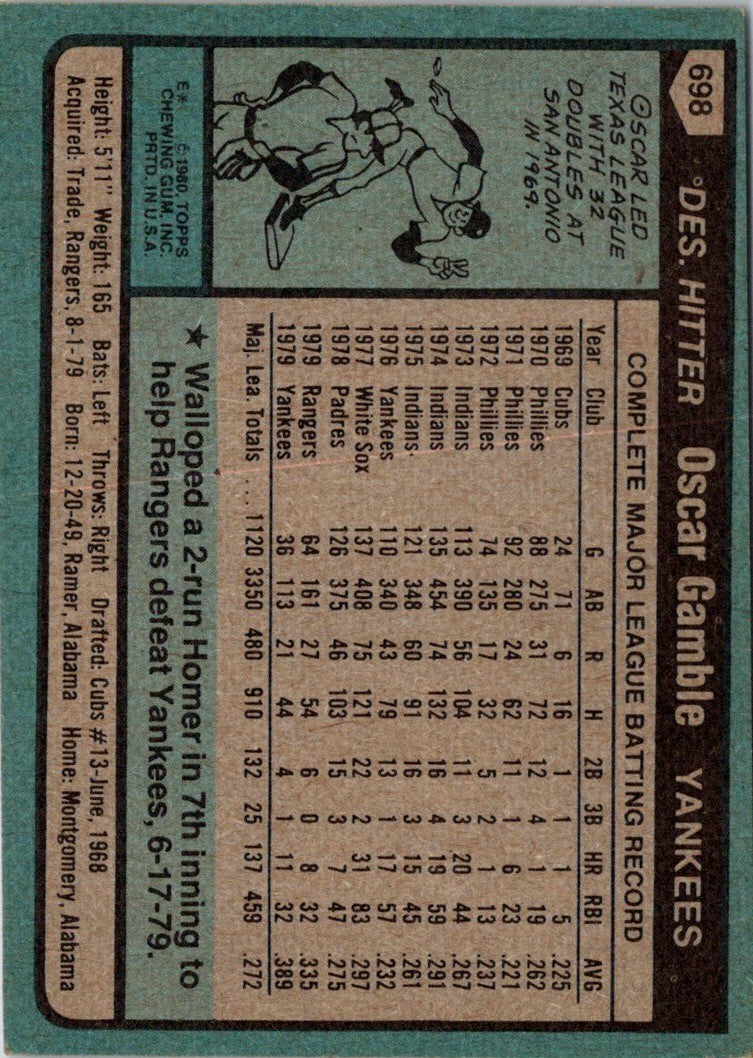 698
DES. HITTER Oscar Gamble YANKEES
OSCAR LED
TEXAS LEAGUE
WITH 32
DOUBLES AT
SAN ANTONIO
IN 1969.
E* © 1980, TOPPS
CHEWING GUM, INC.
PRTD. IN U.S.A.
COMPLETE MAJOR LEAGUE BATTING RECORD
Year Club G AB R H 2B 3B HR RBI AVG
1969 Cubs 24 71 6 16 1 1 1 5 .225
1970 Phillies 88 275 31 72 12 4 1 19 .262
1971 Phillies 92 280 24 62 11 1 6 23 .221
1972 Phillies 74 135 17 32 5 2 1 13 .237
1973 Indians 113 390 56 104 11 3 20 44 .267
1974 Indians 135 454 74 132 16 4 19 59 .291
1975 Indians 121 348 60 91 16 3 15 45 .261
1976 Yankees 110 340 43 79 13 1 17 57 .232
1977 White Sox 137 408 75 121 22 2 31 83 .297
1978 Padres 126 375 46 103 15 3 7 47 .275
1979 Rangers 64 161 27 54 6 0 8 32 .335
1979 Yankees 36 113 21 44 4 1 11 32 .389
Maj. Lea. Totals .... 1120 3350 480 910 132 25 137 459 .272
★ Walloped a 2-run Homer in 7th inning to
help Rangers defeat Yankees, 6-17-79.
Height: 5'11" Weight: 165 Bats: Left Throws: Right Drafted: Cubs #13-June, 1968
Acquired: Trade, Rangers, 8-1-79 Born: 12-20-49, Ramer, Alabama Home: Montgomery, Alabama